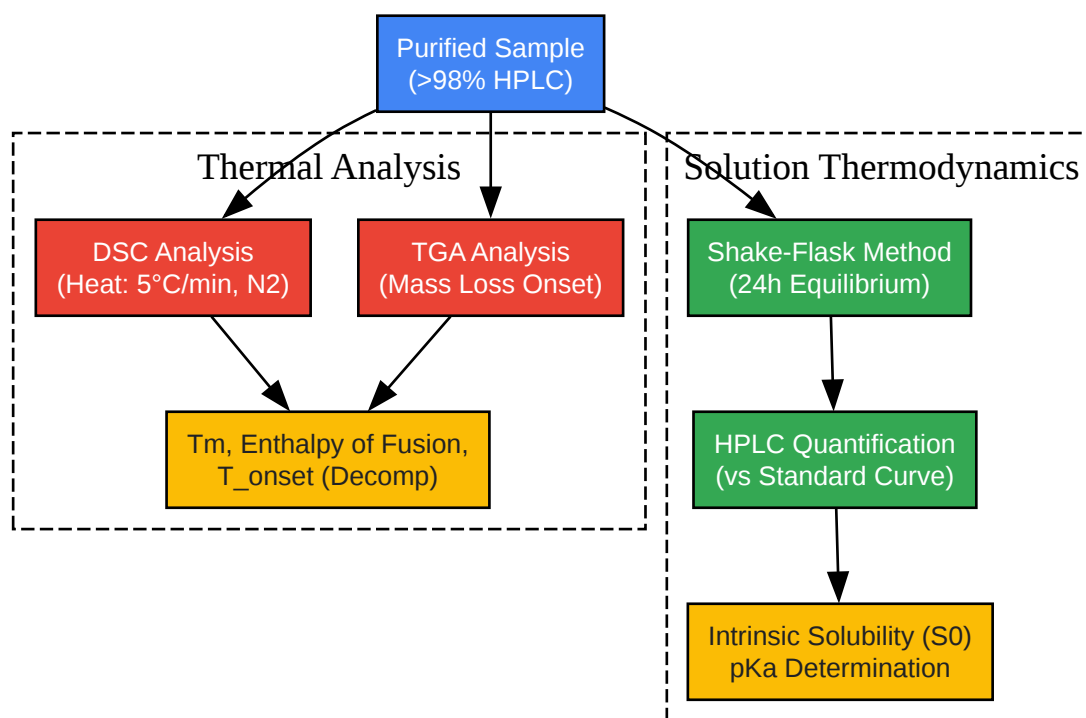 Purified Sample
(>98% HPLC)
Thermal Analysis
Solution Thermodynamics
DSC Analysis
(Heat: 5°C/min, N2)
TGA Analysis
(Mass Loss Onset)
Shake-Flask Method
(24h Equilibrium)
Tm, Enthalpy of Fusion,
T_onset (Decomp)
HPLC Quantification
(vs Standard Curve)
Intrinsic Solubility (S0)
pKa Determination